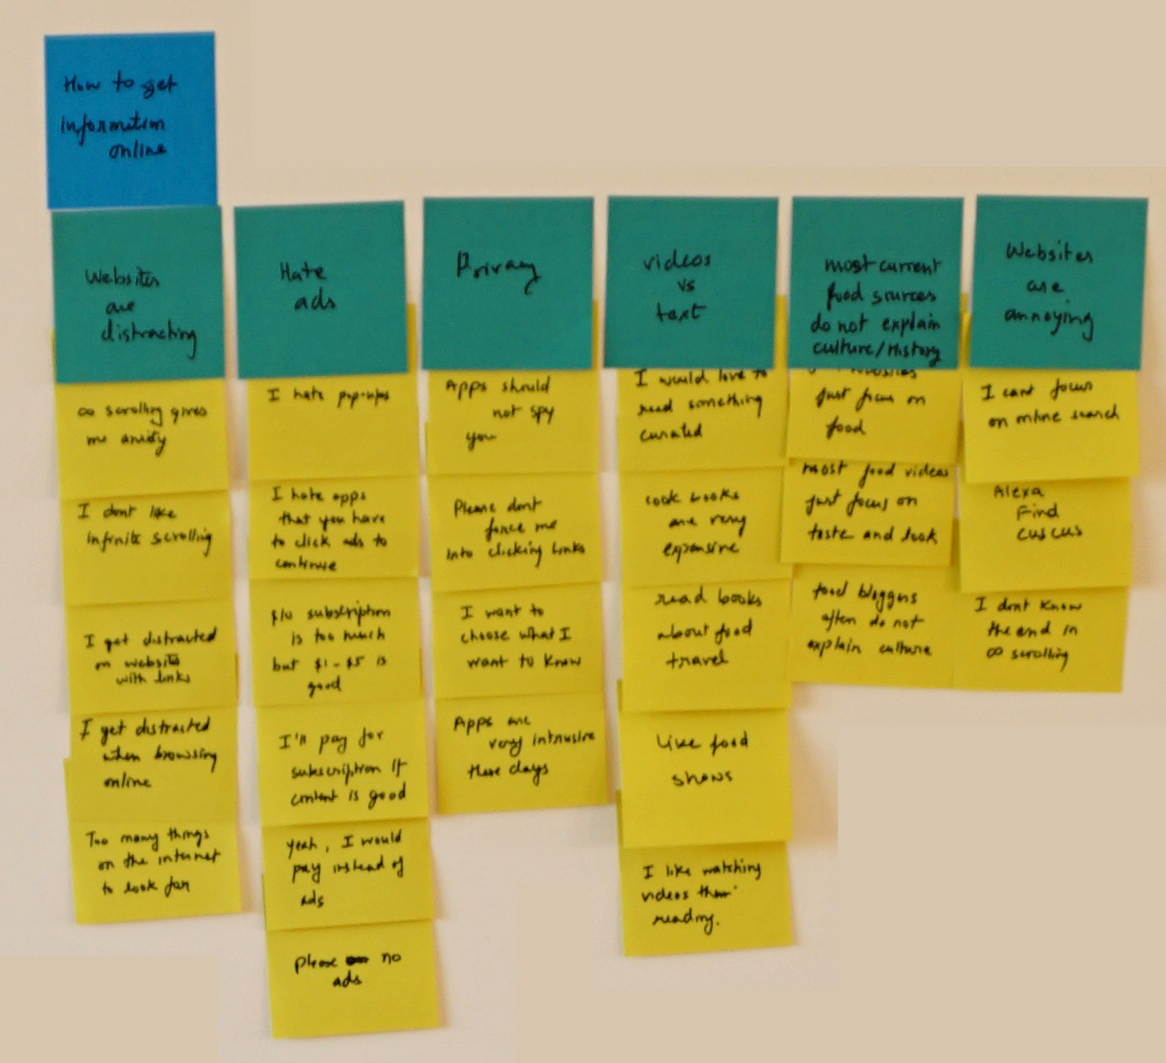 How to get
information
online
Websites
are
distracting
∞ scrolling gives
me anxity
I dont like
infinite scrolling
I get distracted
on website
with links
I get distracted
when browsing
online
Too many things
on the internet
to look for
Hate
ads
I hate pop-ups
I hate apps
that you have
to click ads to
continue
$10 subscription
is too much
but $1-$5 is
good
I'll pay for
subscription if
content is good
yeah, I would
pay instead of
ads
please no
ads
Privacy
Apps should
not spy
you
Please dont
force me
into clicking links
I want to
choose what I
want to know
Apps are
very intrusive
these days
videos
vs
text
I would love to
read something
curated
cook books
are very
expensive
read books
about food
travel
Live food
shows
I like watching
videos then
reading.
most current
food sources
do not explain
culture/History
websites
just focus on
food
most food videos
just focus on
taste and look
food bloggers
often do not
explain culture
Websites
are
annoying
I cant focus
on online search
Alexa
Find
cuscus
I dont know
the end in
∞ scrolling